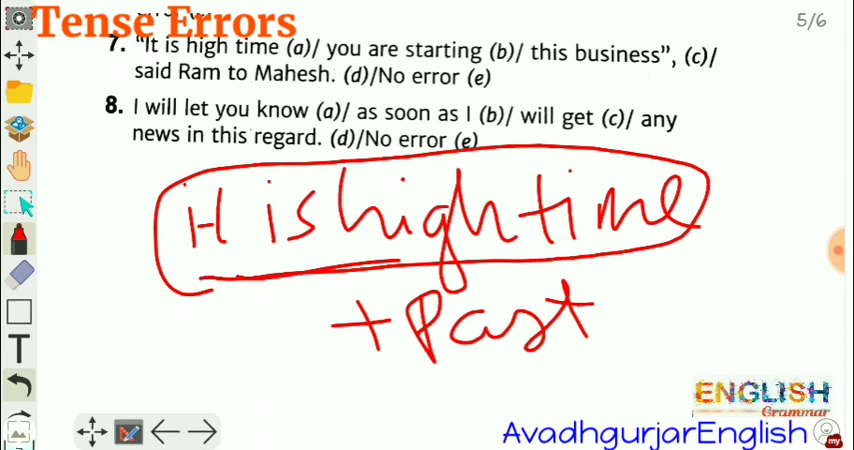 Tense Errors
5/6
7. "It is high time (a)/ you are starting (b)/ this business", (c)/
said Ram to Mahesh. (d)/No error (e)
8. I will let you know (a)/ as soon as I (b)/ will get (c)/ any
news in this regard. (d)/No error (e)
It is high time
+ Past
T
ENGLISH
Grammar
AvadhgurjarEnglish
my